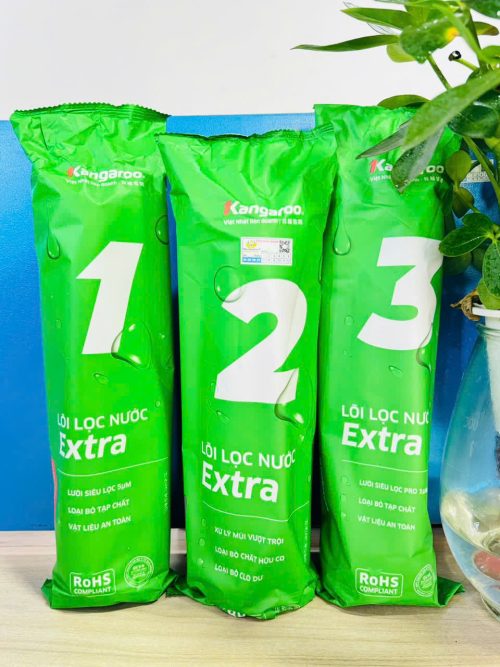 Kangaroo
1
LÕI LỌC NƯỚC
Extra
LƯỚI SIÊU LỌC 5µm
LOẠI BỎ TẠP CHẤT
VẬT LIỆU AN TOÀN
RoHS
COMPLIANT
Kangaroo
2
LÕI LỌC NƯỚC
Extra
XỬ LÝ MÙI VƯỢT TRỘI
LOẠI BỎ CHẤT HỮU CƠ
LOẠI BỎ CLO DƯ
Kangaroo
3
LÕI LỌC NƯỚC
Extra
LƯỚI SIÊU LỌC PRO
LOẠI BỎ TẠP CHẤT
VẬT LIỆU AN TOÀN
RoHS
COMPLIANT